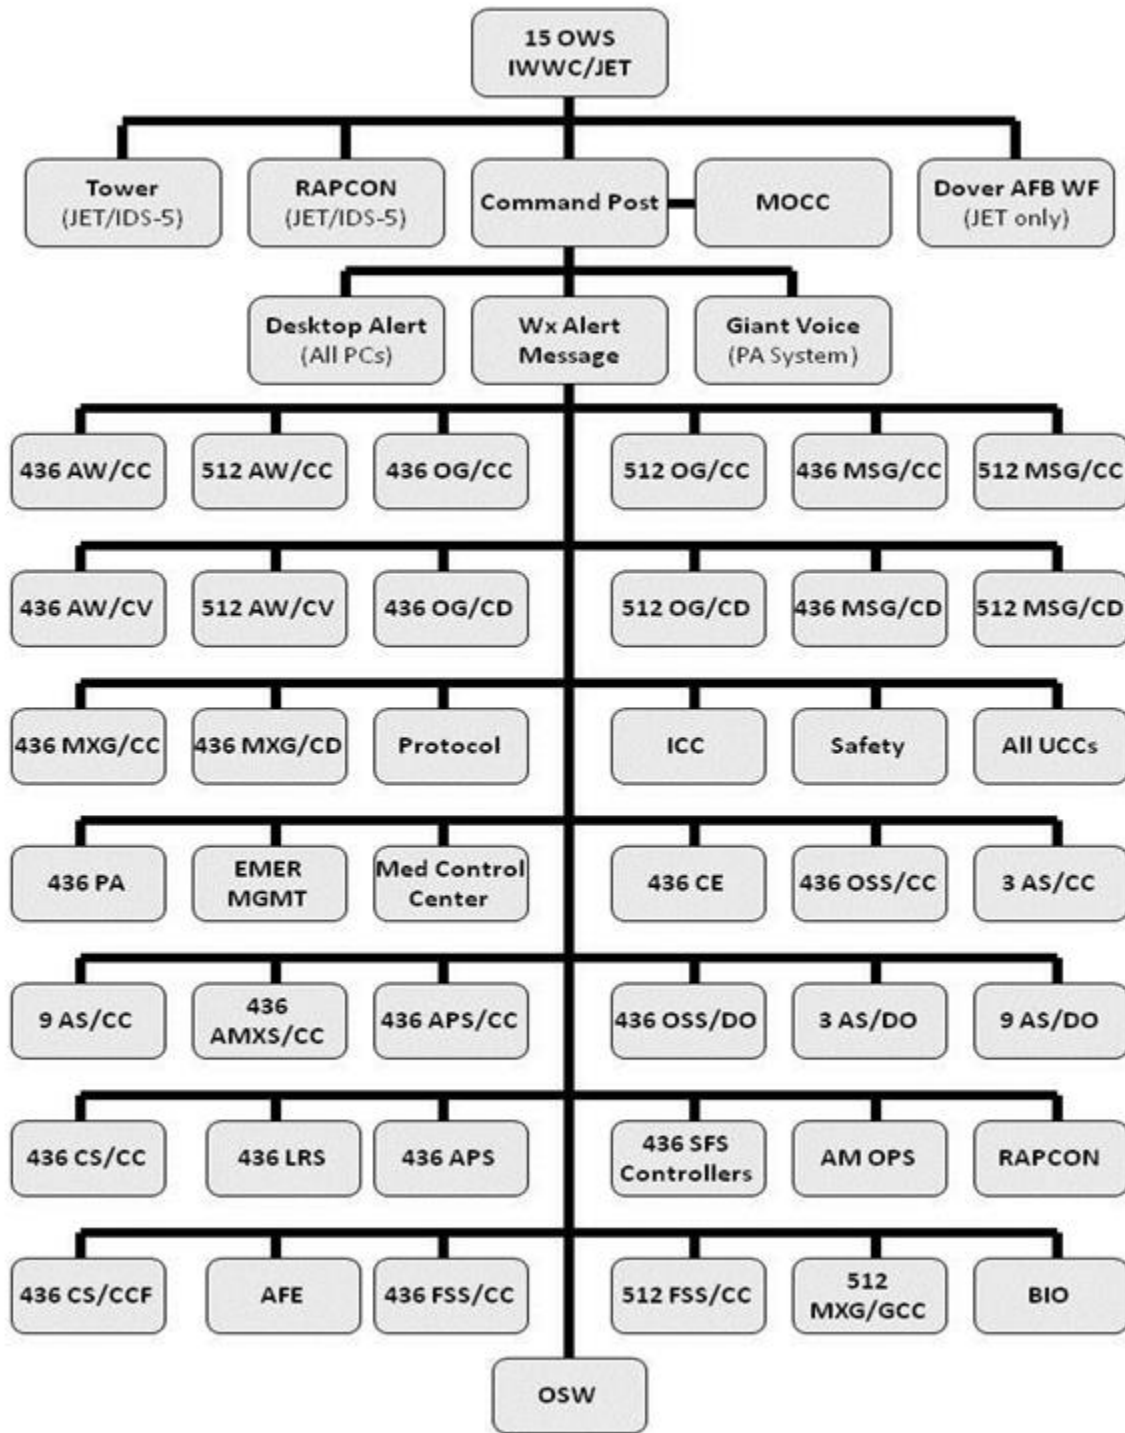 15 OWS
IWWC/JET
Tower
(JET/IDS-5)
RAPCON
(JET/IDS-5)
Command Post
MOCC
Dover AFB WF
(JET only)
Desktop Alert
(All PCs)
Wx Alert
Message
Giant Voice
(PA System)
436 AW/CC
512 AW/CC
436 OG/CC
512 OG/CC
436 MSG/CC
512 MSG/CC
436 AW/CV
512 AW/CV
436 OG/CD
512 OG/CD
436 MSG/CD
512 MSG/CD
436 MXG/CC
436 MXG/CD
Protocol
ICC
Safety
All UCCs
436 PA
EMER
MGMT
Med Control
Center
436 CE
436 OSS/CC
3 AS/CC
9 AS/CC
436
AMXS/CC
436 APS/CC
436 OSS/DO
3 AS/DO
9 AS/DO
436 CS/CC
436 LRS
436 APS
436 SFS
Controllers
AM OPS
RAPCON
436 CS/CCF
AFE
436 FSS/CC
512 FSS/CC
512
MXG/GCC
BIO
OSW